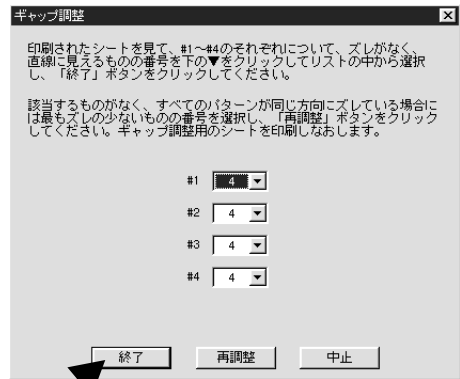 ギャップ調整
印刷されたシートを見て、#1～#4のそれぞれについて、ズレがなく、
直線に見えるものの番号を下の▼をクリックしてリストの中から選択
し、「終了」ボタンをクリックしてください。
該当するものがなく、すべてのパターンが同じ方向にズレている場合に
は最もズレの少ないものの番号を選択し、「再調整」ボタンをクリック
してください。ギャップ調整用のシートを印刷しなおします。
#1 4
#2 4
#3 4
#4 4
終了 再調整 中止